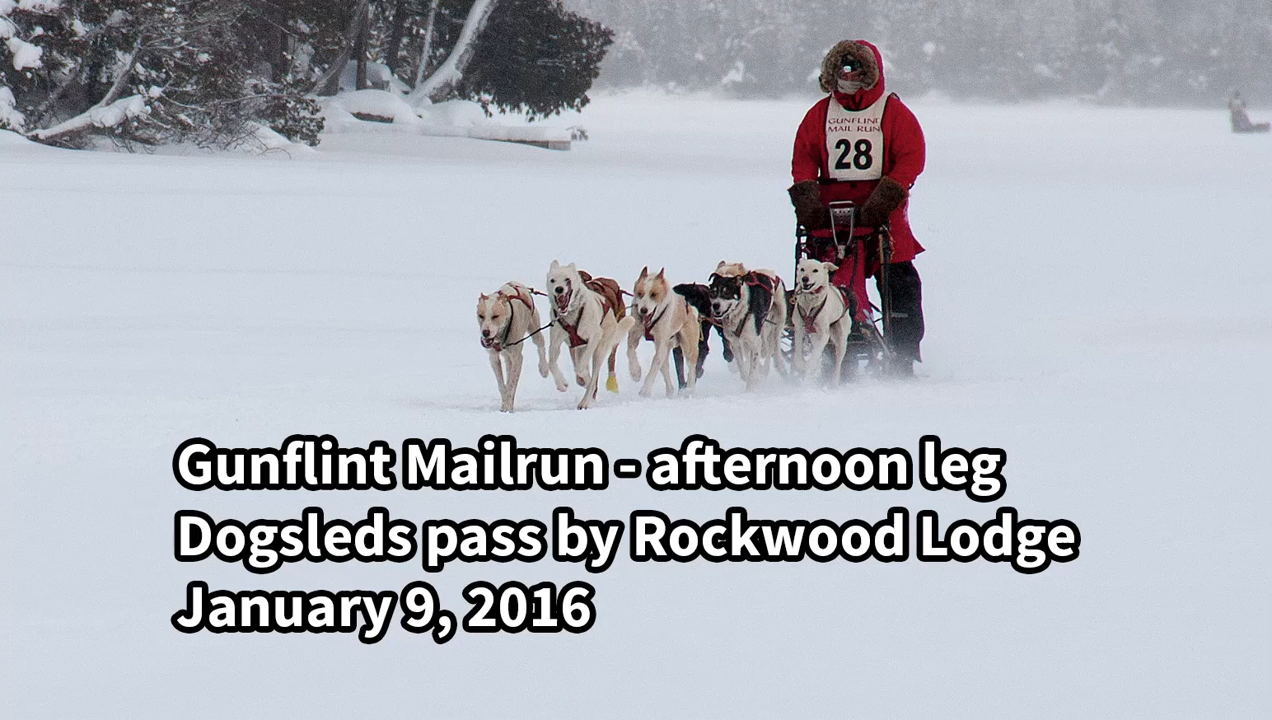 GUNFLINT
MAIL RUN
28
Gunflint Mailrun - afternoon leg
Dogsleds pass by Rockwood Lodge
January 9, 2016